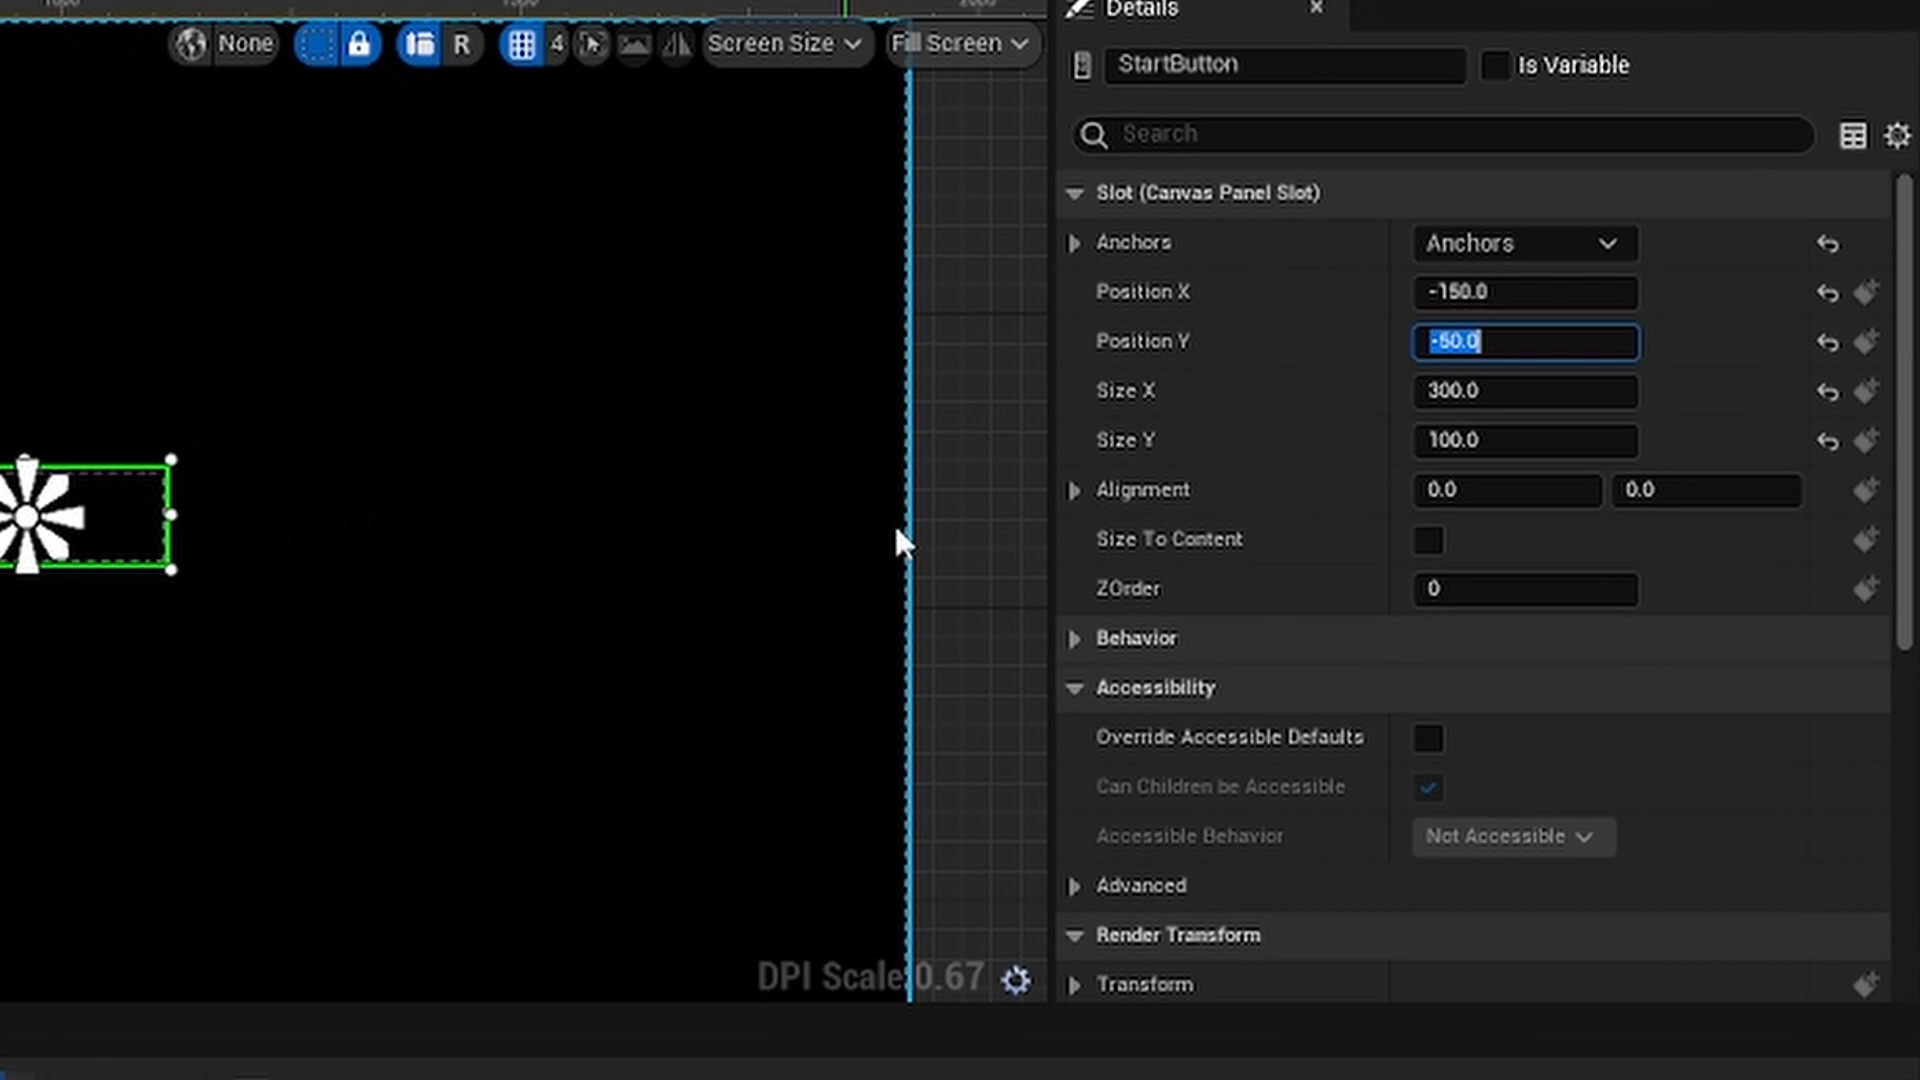 1000
1500
2000
Details
None
R
4
Screen Size
Fill Screen
StartButton
Is Variable
Search
Slot (Canvas Panel Slot)
Anchors
Anchors
Position X
-150.0
Position Y
-50.0
Size X
300.0
Size Y
100.0
Alignment
0.0
0.0
Size To Content
ZOrder
0
Behavior
Accessibility
Override Accessible Defaults
Can Children be Accessible
Accessible Behavior
Not Accessible
Advanced
Render Transform
Transform
DPI Scale 0.67